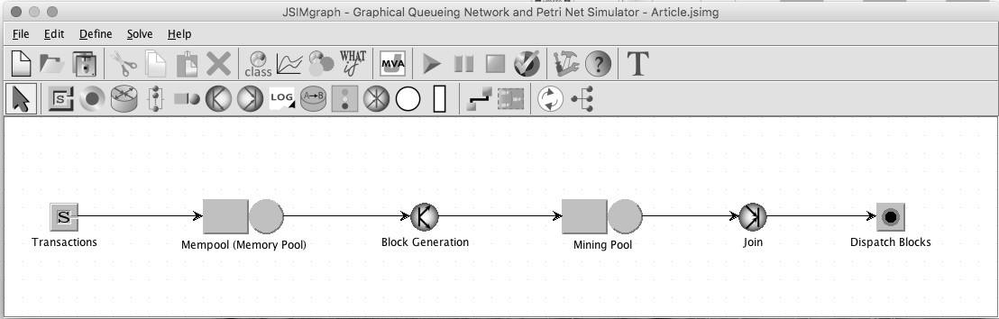 JSIMgraph - Graphical Queueing Network and Petri Net Simulator - Article.jsimg
File Edit Define Solve Help
class WHAT if MVA ? T
S LOG A→B
S
Transactions Mempool (Memory Pool) Block Generation Mining Pool Join Dispatch Blocks